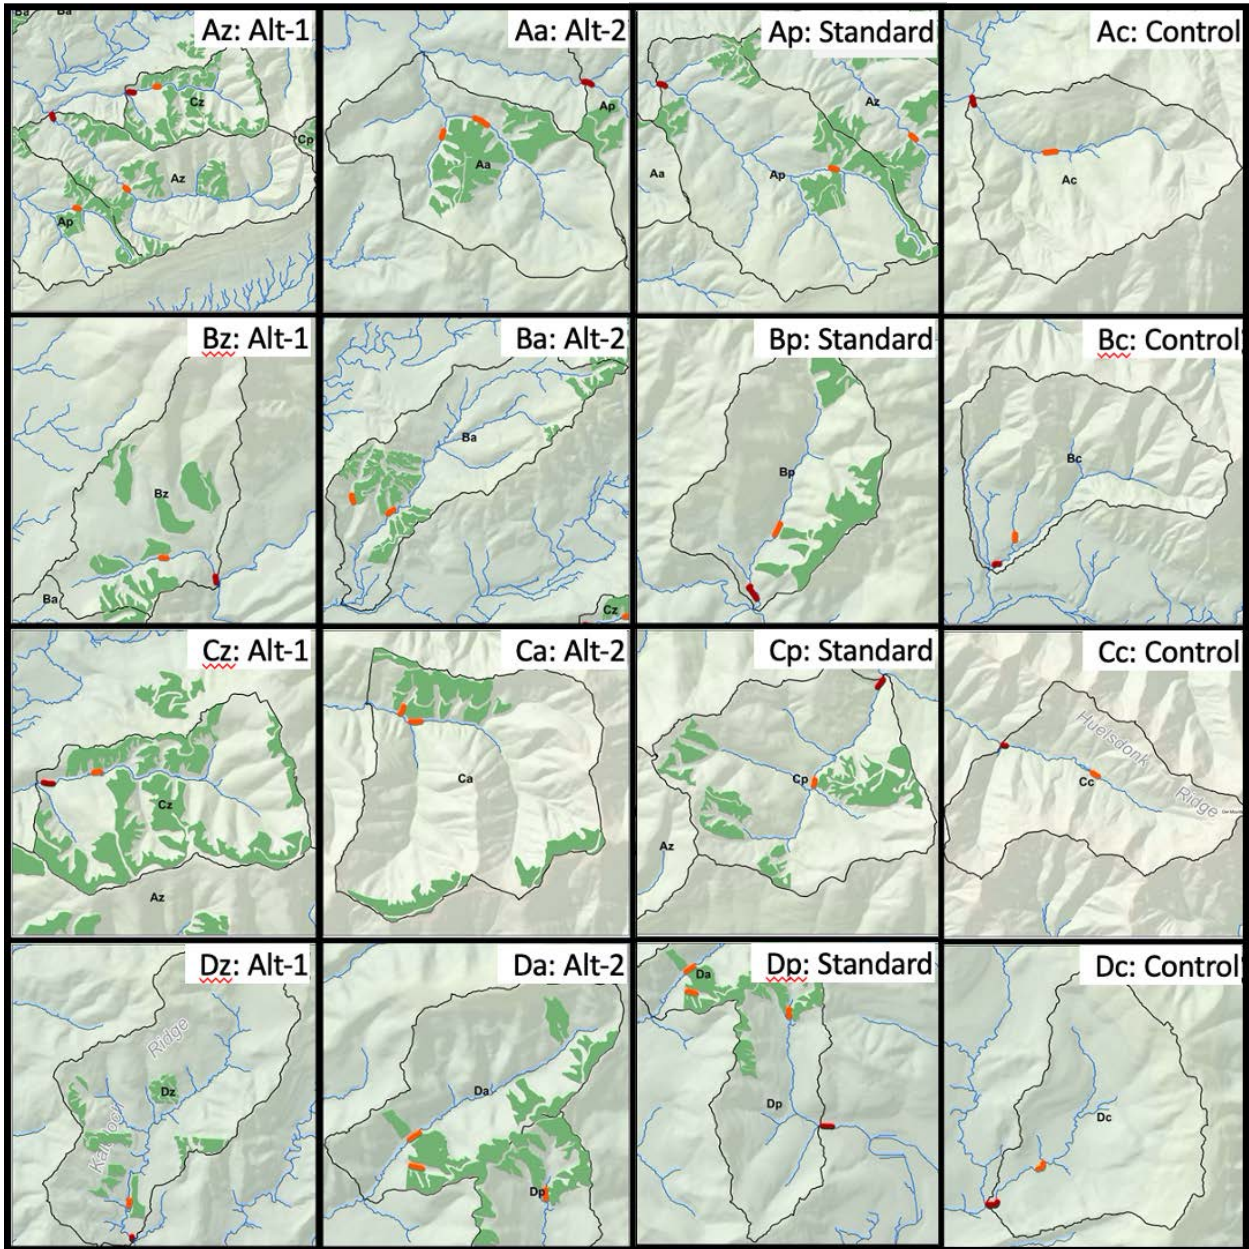 Ba
Ba
Az: Alt-1
Cz
Cp
Az
Ap
Aa: Alt-2
Ap
Aa
Ap: Standard
Az
Aa
Ap
Ac: Control
Ac
Bz: Alt-1
Bz
Ba
Ba: Alt-2
Ba
Cz
Bp: Standard
Bp
Bc: Control
Bc
Cz: Alt-1
Cz
Az
Ca: Alt-2
Ca
Cp: Standard
Cp
Az
Cc: Control
Huelsdonk
Ridge
Cc
Dz: Alt-1
Ridge
Dz
Da: Alt-2
Da
Dp
Dp: Standard
Da
Dp
Dc: Control
Dc